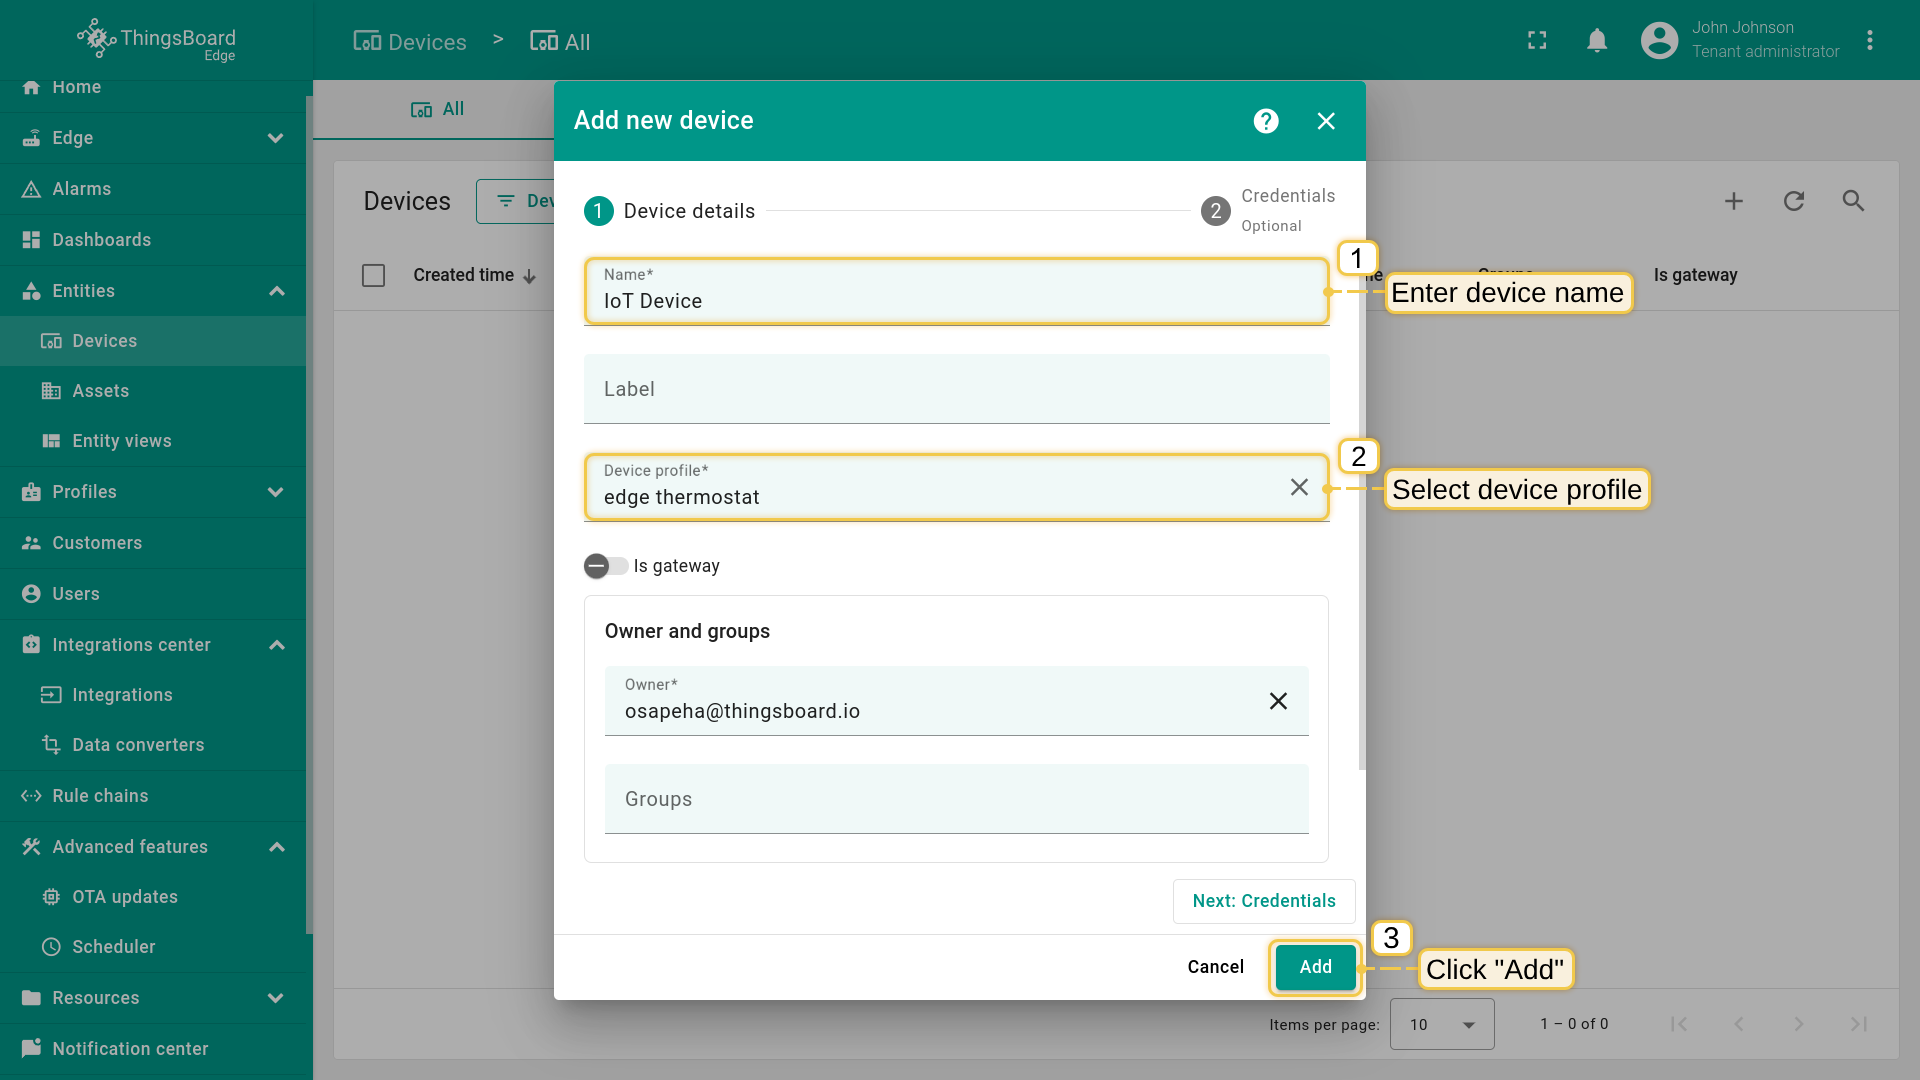 ThingsBoard
Edge
Devices > All
John Johnson
Tenant administrator
Home
Edge
Alarms
Dashboards
Entities
Devices
Assets
Entity views
Profiles
Customers
Users
Integrations center
Integrations
Data converters
Rule chains
Advanced features
OTA updates
Scheduler
Resources
Notification center
All
Devices
Created time
Is gateway
Add new device
1 Device details
2 Credentials
Optional
Name*
IoT Device
1
Enter device name
Label
Device profile*
edge thermostat
2
Select device profile
Is gateway
Owner and groups
Owner*
osapeha@thingsboard.io
Groups
Next: Credentials
Cancel
Add
3
Click "Add"
Items per page: 10
1 – 0 of 0